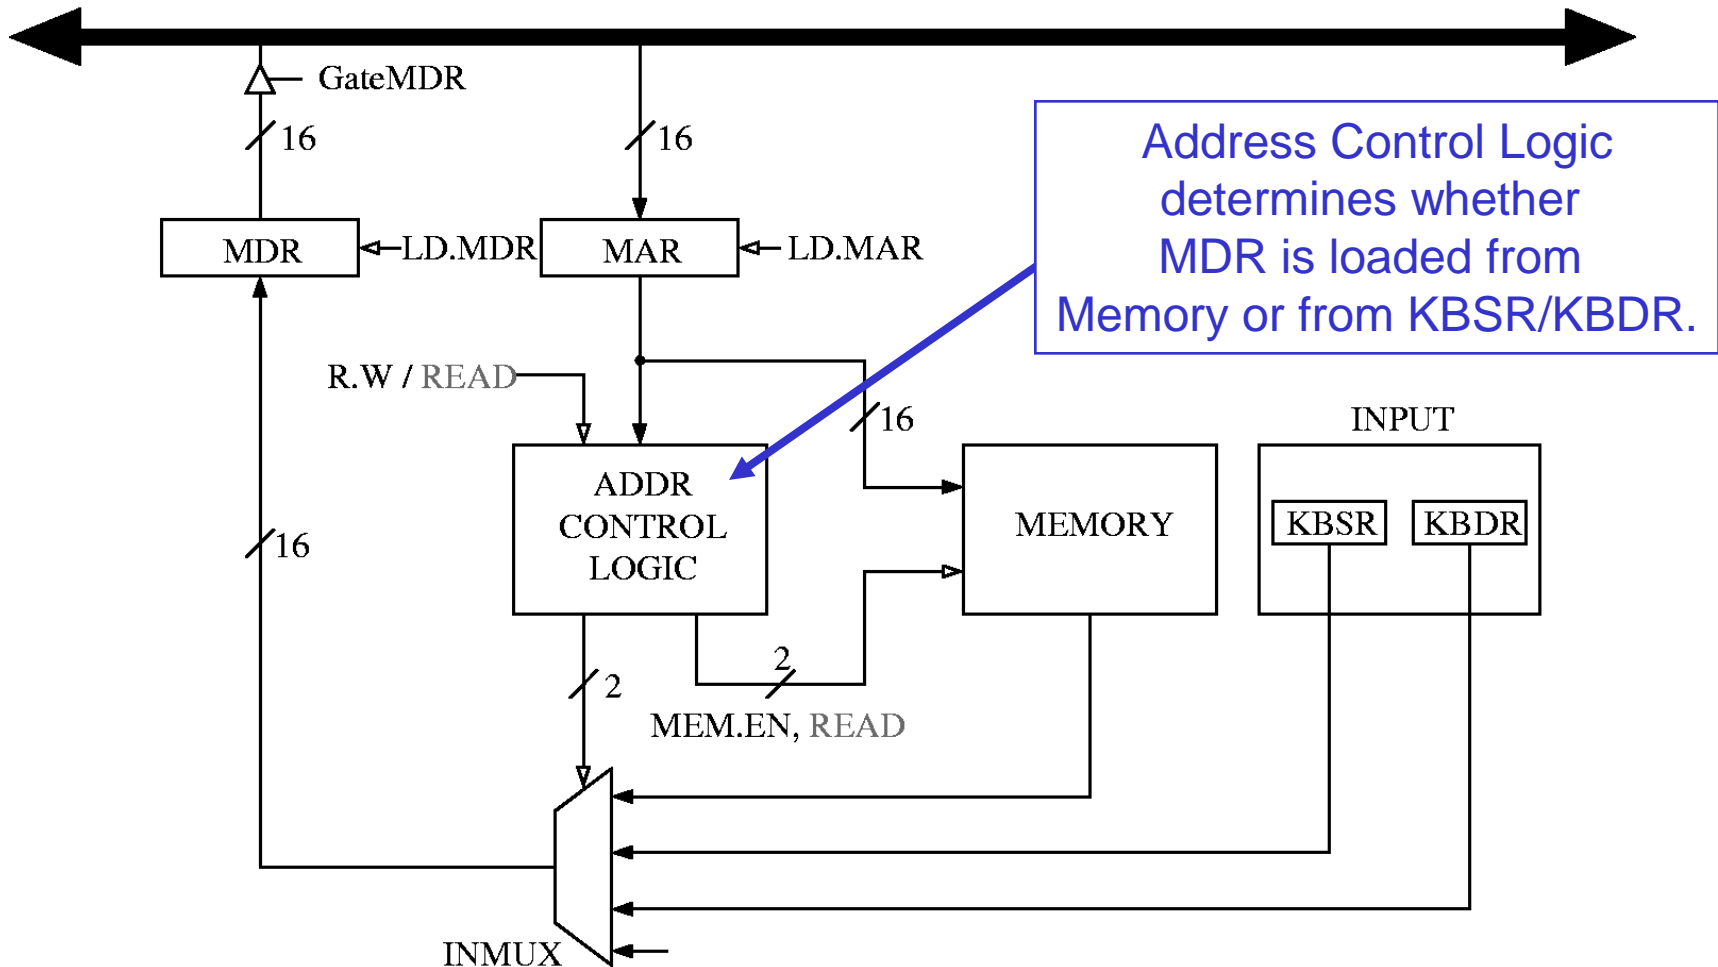 GateMDR
16
16
Address Control Logic
determines whether
MDR is loaded from
Memory or from KBSR/KBDR.
MDR
LD.MDR
MAR
LD.MAR
R.W / READ
16
INPUT
ADDR
CONTROL
LOGIC
MEMORY
KBSR
KBDR
16
2
2
MEM.EN, READ
INMUX